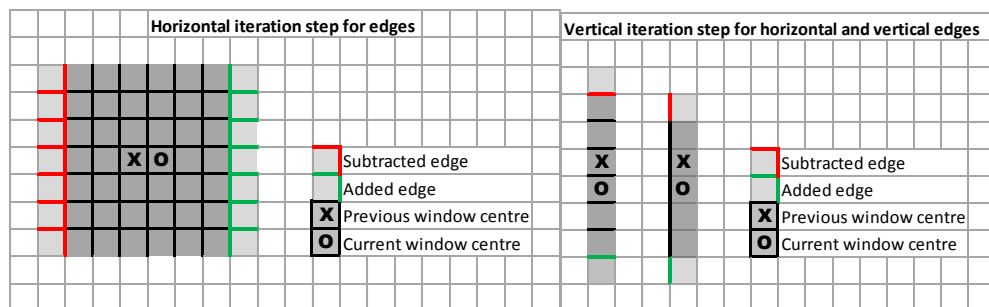 Horizontal iteration step for edges
X O
Subtracted edge
Added edge
X Previous window centre
O Current window centre
Vertical iteration step for horizontal and vertical edges
X X
O O
Subtracted edge
Added edge
X Previous window centre
O Current window centre